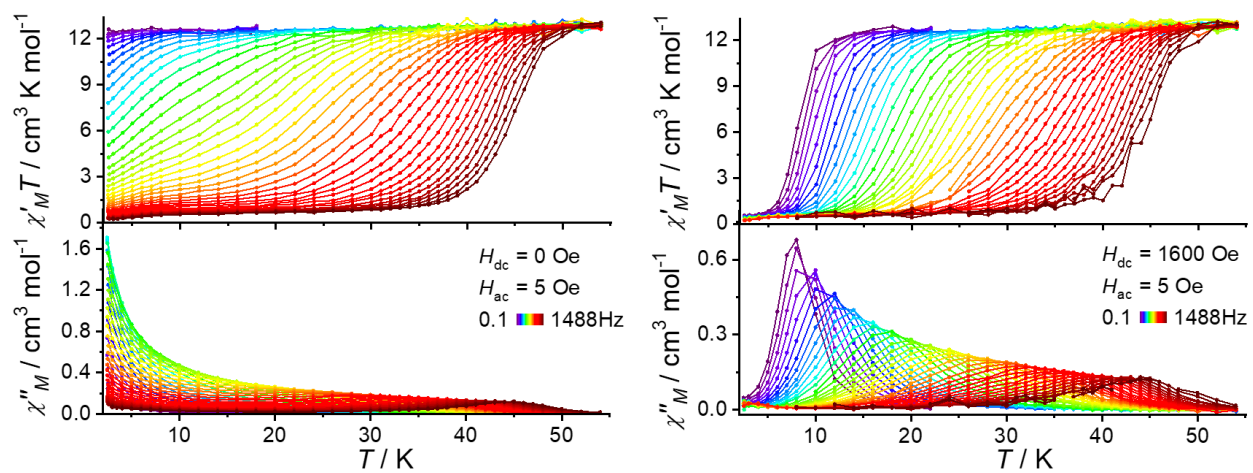 χ′MT / cm³ K mol⁻¹
12
9
6
3
0
χ″M / cm³ mol⁻¹
1.6
1.2
0.8
0.4
0.0
Hdc = 0 Oe
Hac = 5 Oe
0.1 1488Hz
10 20 30 40 50
T / K
χ′MT / cm³ K mol⁻¹
12
9
6
3
0
χ″M / cm³ mol⁻¹
0.6
0.3
0.0
Hdc = 1600 Oe
Hac = 5 Oe
0.1 1488Hz
10 20 30 40 50
T / K